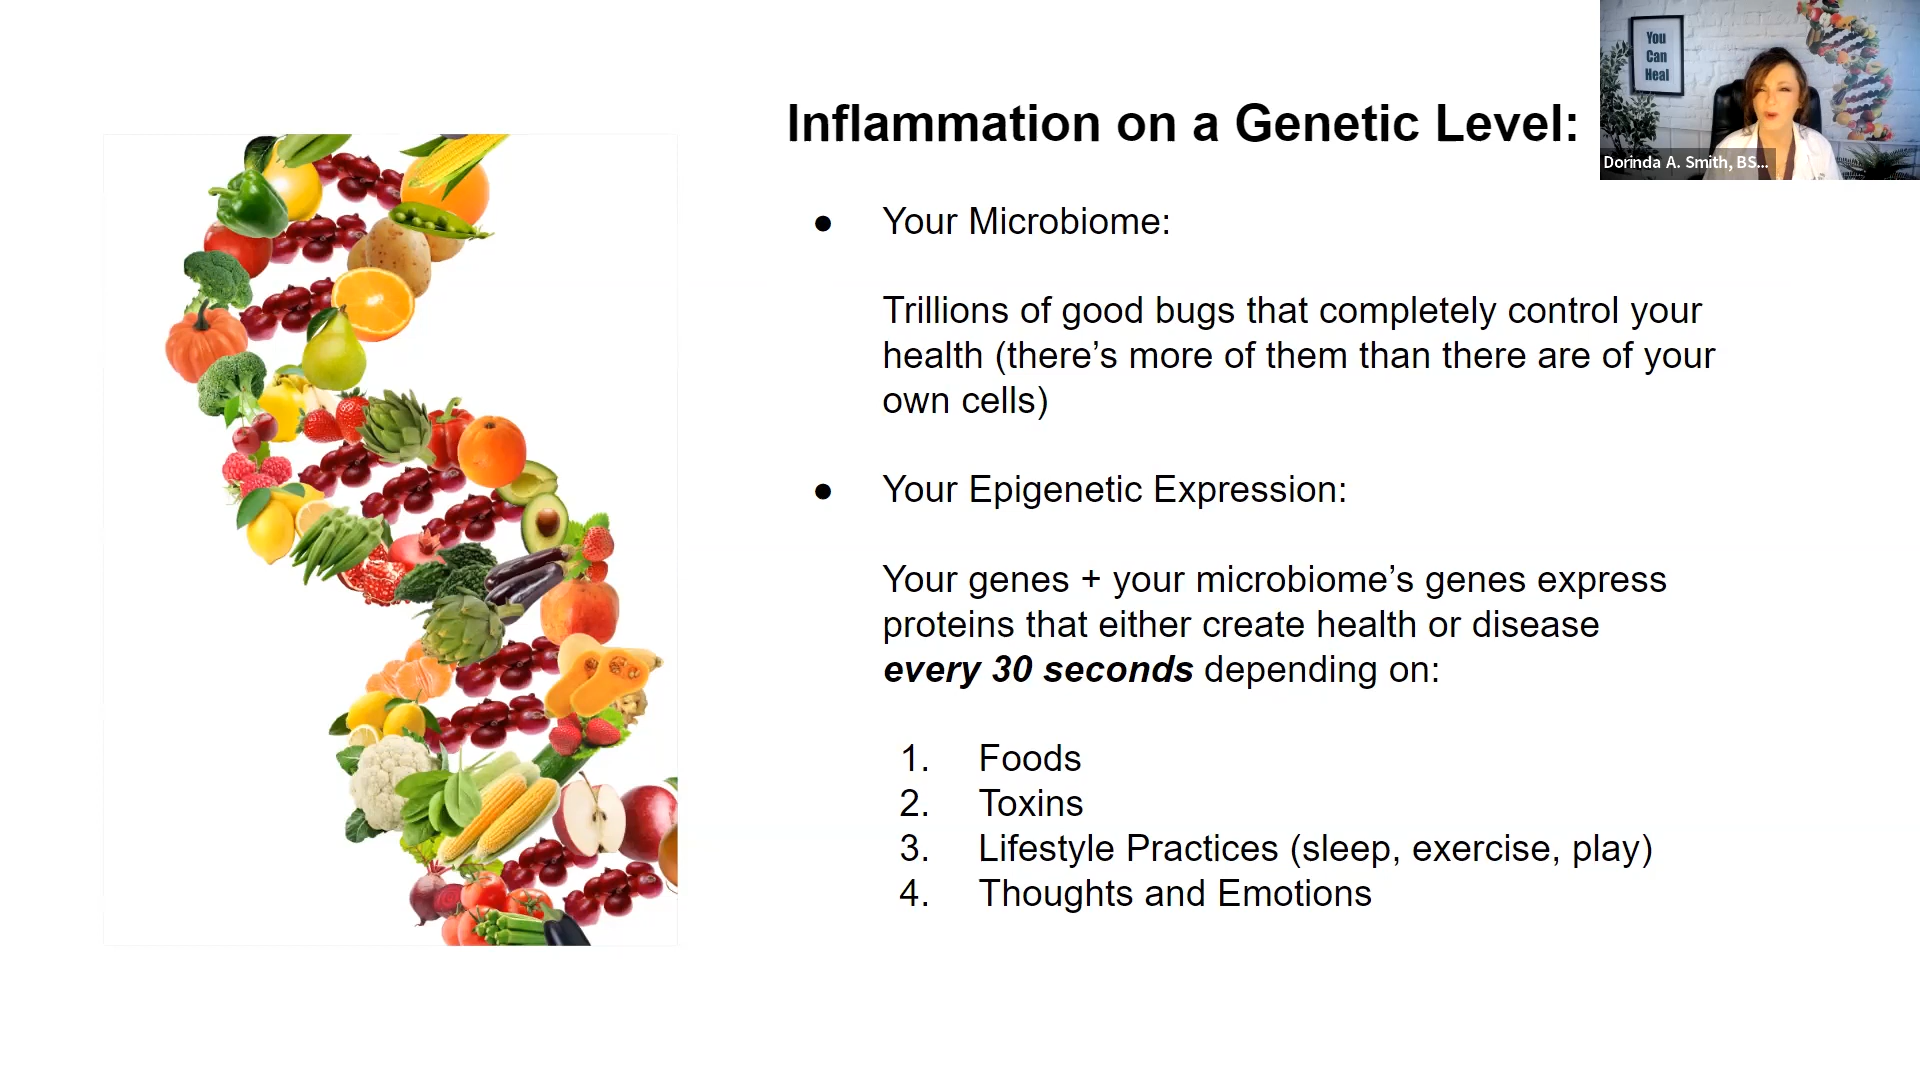 You
Can
Heal
Dorinda A. Smith, BS...
Inflammation on a Genetic Level:
● Your Microbiome:
Trillions of good bugs that completely control your
health (there’s more of them than there are of your
own cells)
● Your Epigenetic Expression:
Your genes + your microbiome’s genes express
proteins that either create health or disease
every 30 seconds depending on:
1. Foods
2. Toxins
3. Lifestyle Practices (sleep, exercise, play)
4. Thoughts and Emotions